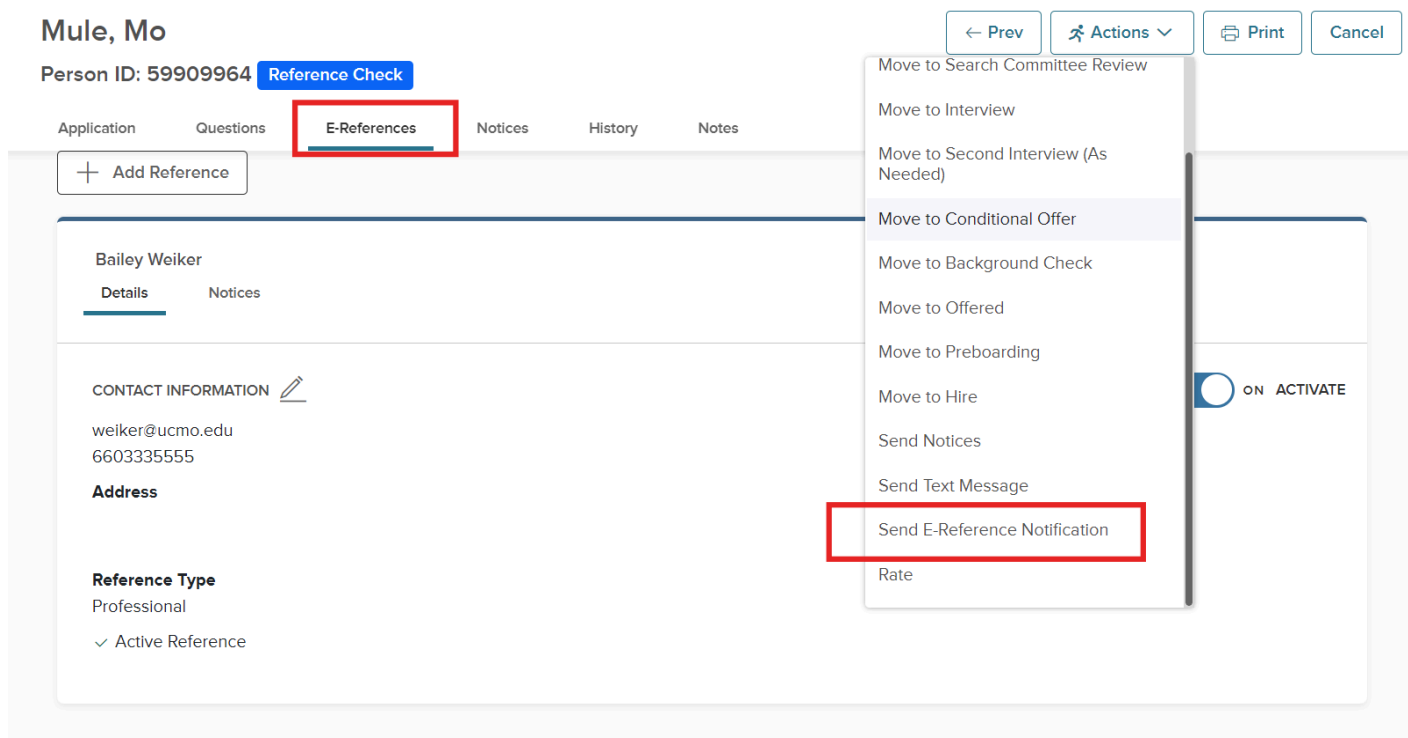 Mule, Mo
Prev
Actions
Print
Cancel
Person ID: 59909964
Reference Check
Application
Questions
E-References
Notices
History
Notes
Add Reference
Move to Search Committee Review
Move to Interview
Move to Second Interview (As
Needed)
Move to Conditional Offer
Move to Background Check
Move to Offered
Move to Preboarding
Move to Hire
Send Notices
Send Text Message
Send E-Reference Notification
Rate
Bailey Weiker
Details
Notices
CONTACT INFORMATION
ON ACTIVATE
weiker@ucmo.edu
6603335555
Address
Reference Type
Professional
Active Reference